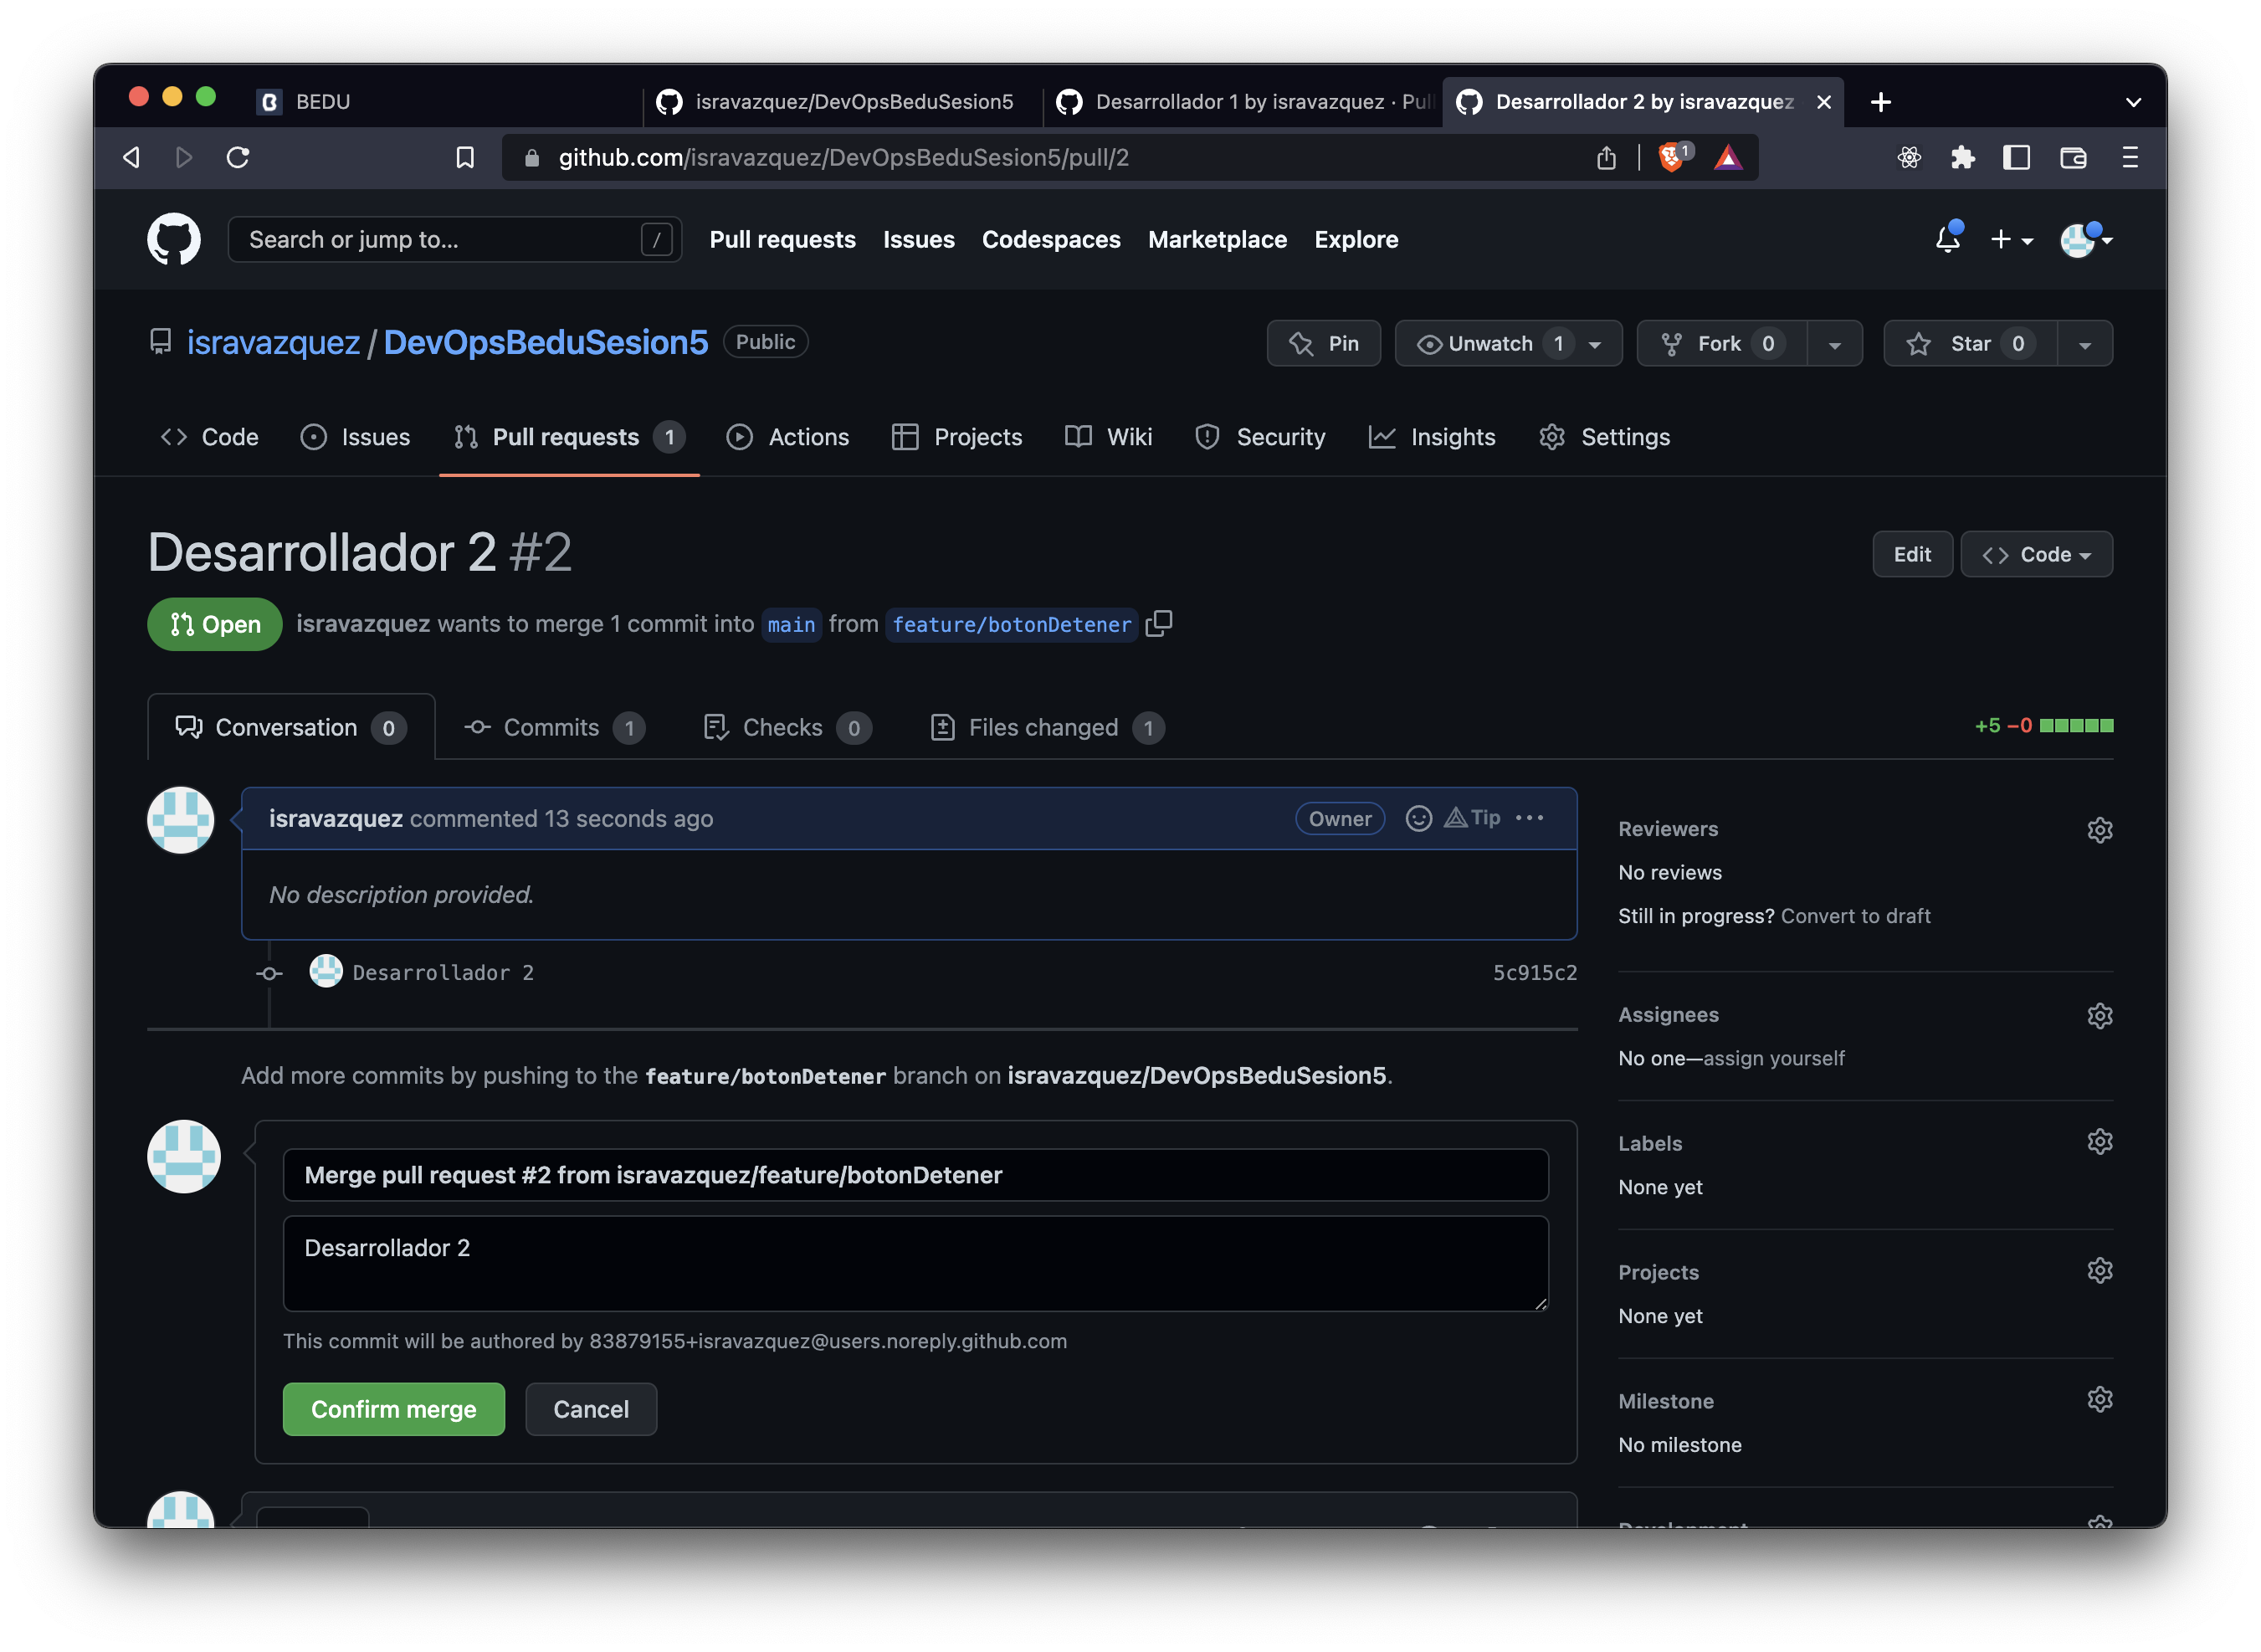 BEDU
isravazquez/DevOpsBeduSesion5
Desarrollador 1 by isravazquez · Pull
Desarrollador 2 by isravazquez
github.com/isravazquez/DevOpsBeduSesion5/pull/2
1
Search or jump to...
/
Pull requests
Issues
Codespaces
Marketplace
Explore
isravazquez / DevOpsBeduSesion5 Public
Pin
Unwatch 1
Fork 0
Star 0
Code
Issues
Pull requests 1
Actions
Projects
Wiki
Security
Insights
Settings
Desarrollador 2 #2
Edit
Code
Open isravazquez wants to merge 1 commit into main from feature/botonDetener
Conversation 0
Commits 1
Checks 0
Files changed 1
+5 −0
isravazquez commented 13 seconds ago
Owner
Tip
No description provided.
Desarrollador 2
5c915c2
Add more commits by pushing to the feature/botonDetener branch on isravazquez/DevOpsBeduSesion5.
Merge pull request #2 from isravazquez/feature/botonDetener
Desarrollador 2
This commit will be authored by 83879155+isravazquez@users.noreply.github.com
Confirm merge
Cancel
Reviewers
No reviews
Still in progress? Convert to draft
Assignees
No one—assign yourself
Labels
None yet
Projects
None yet
Milestone
No milestone
Development